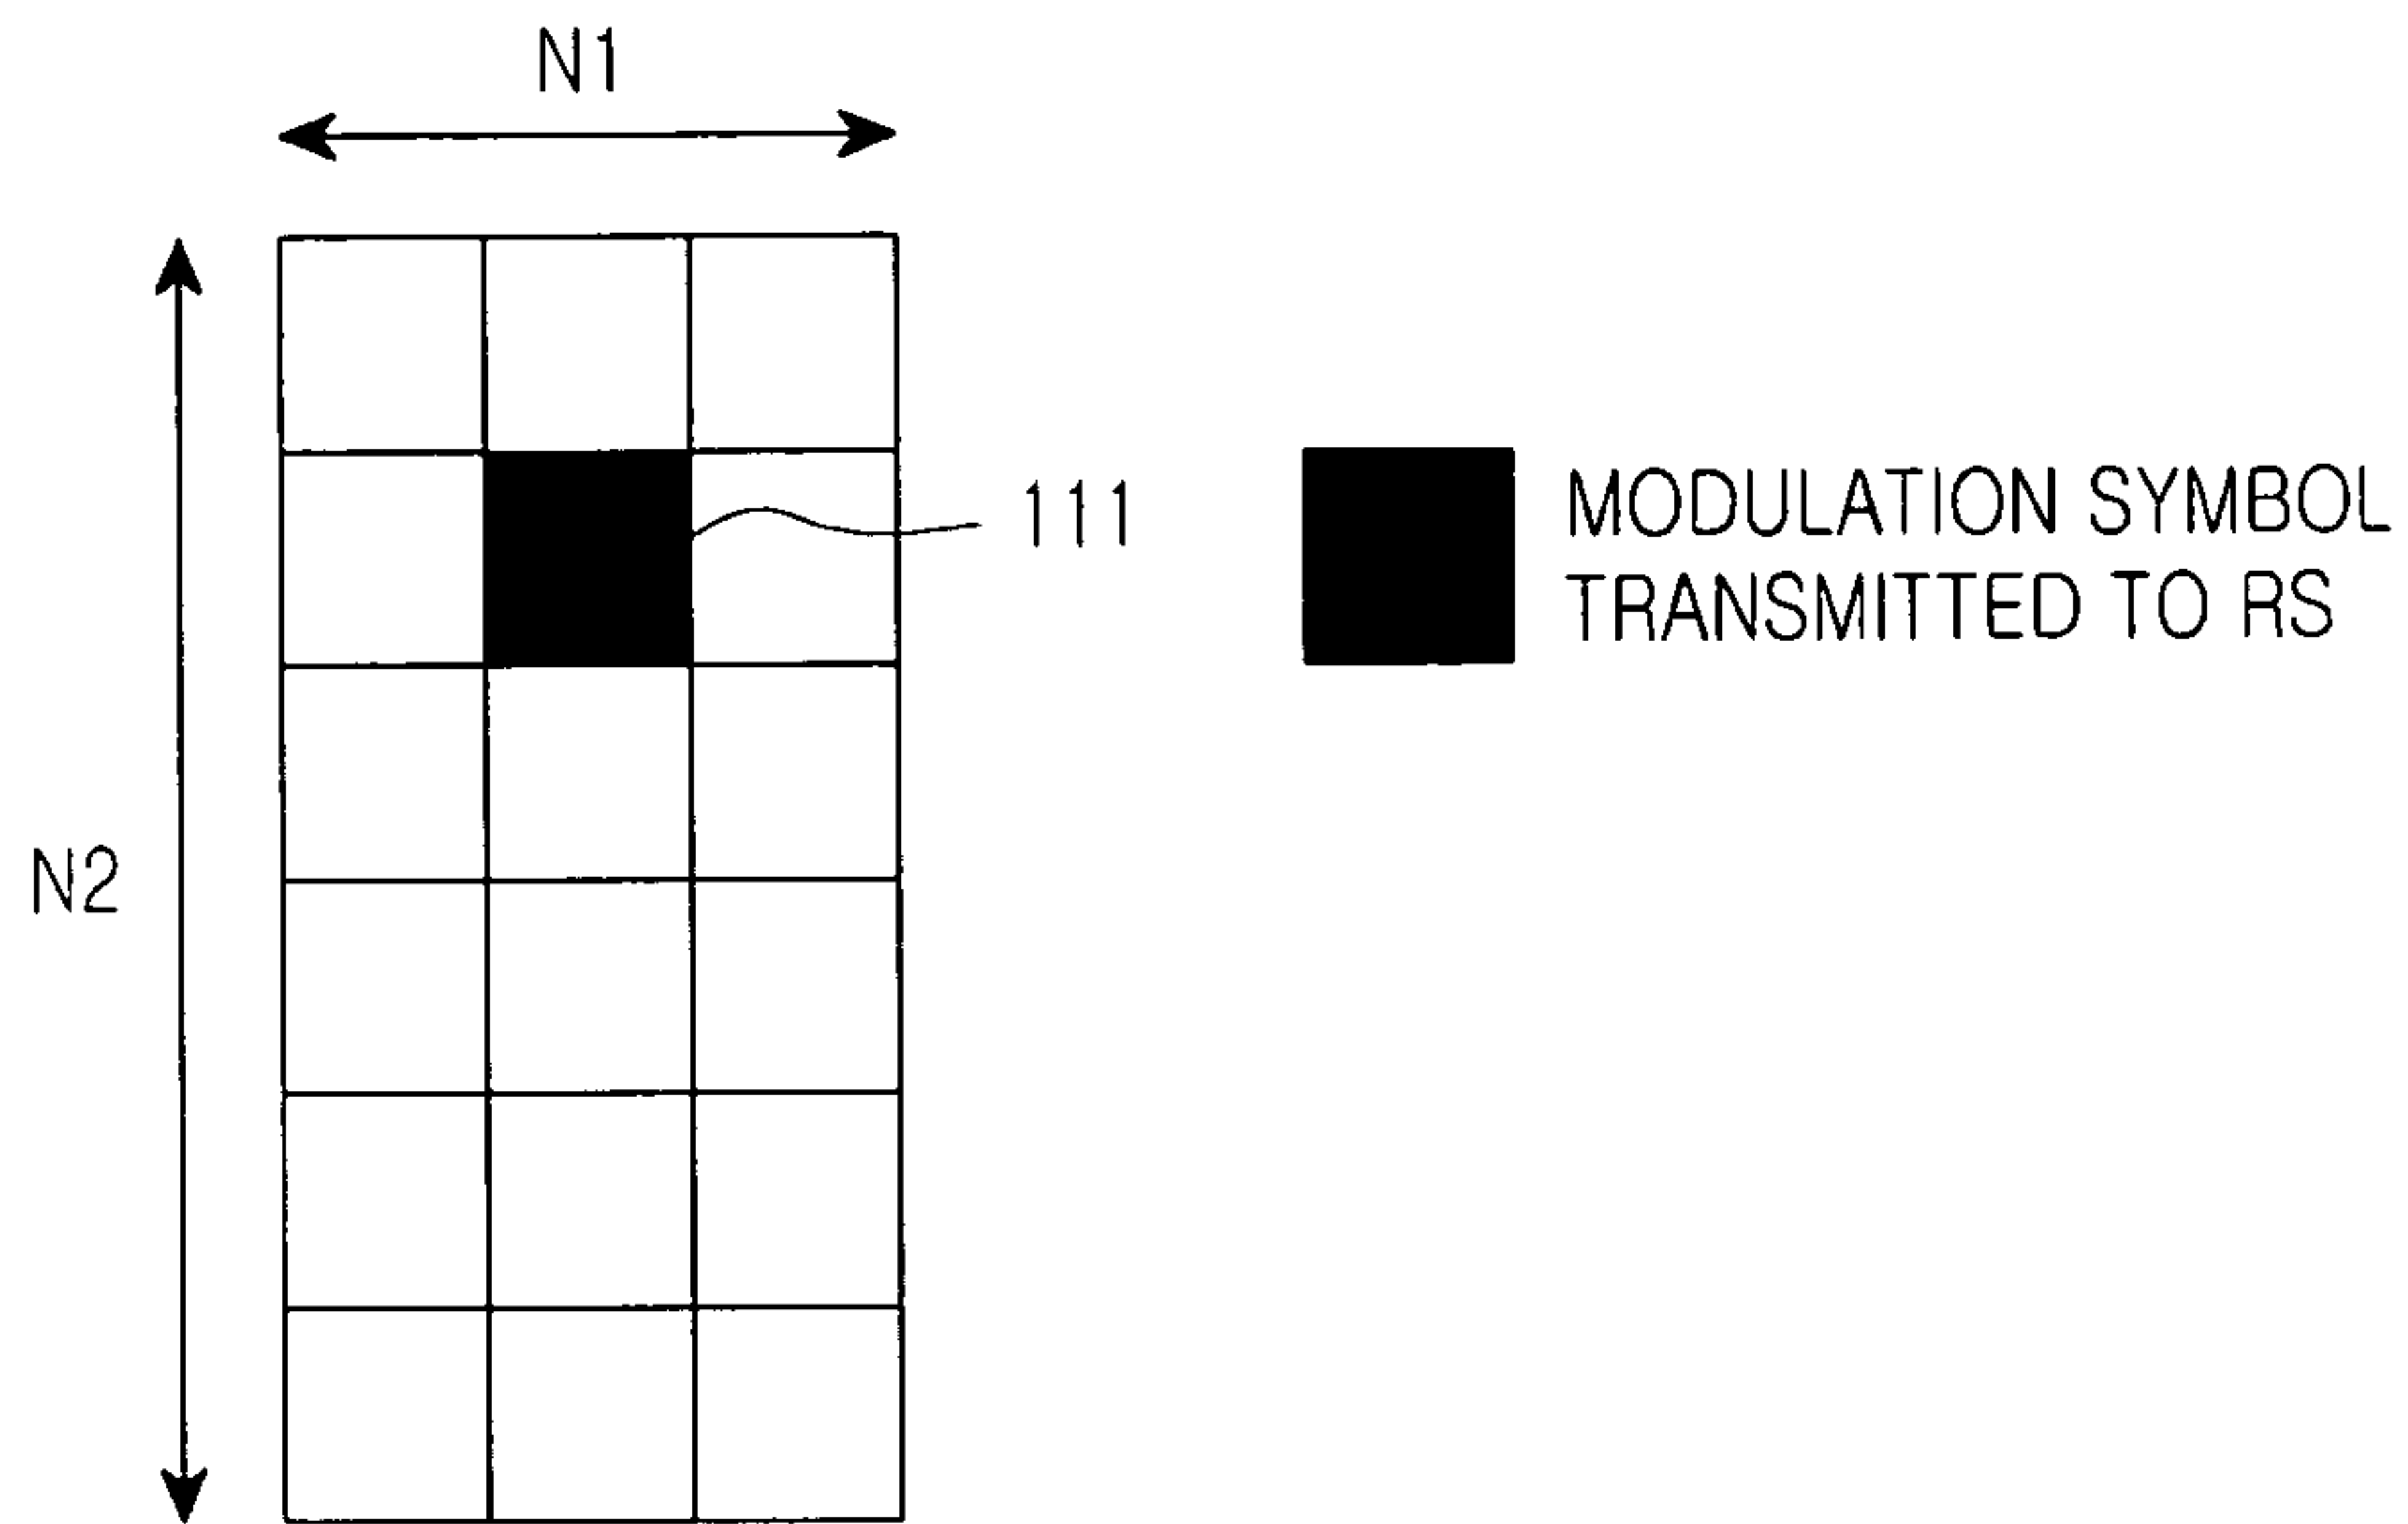 N1
111
MODULATION SYMBOL
TRANSMITTED TO RS
N2